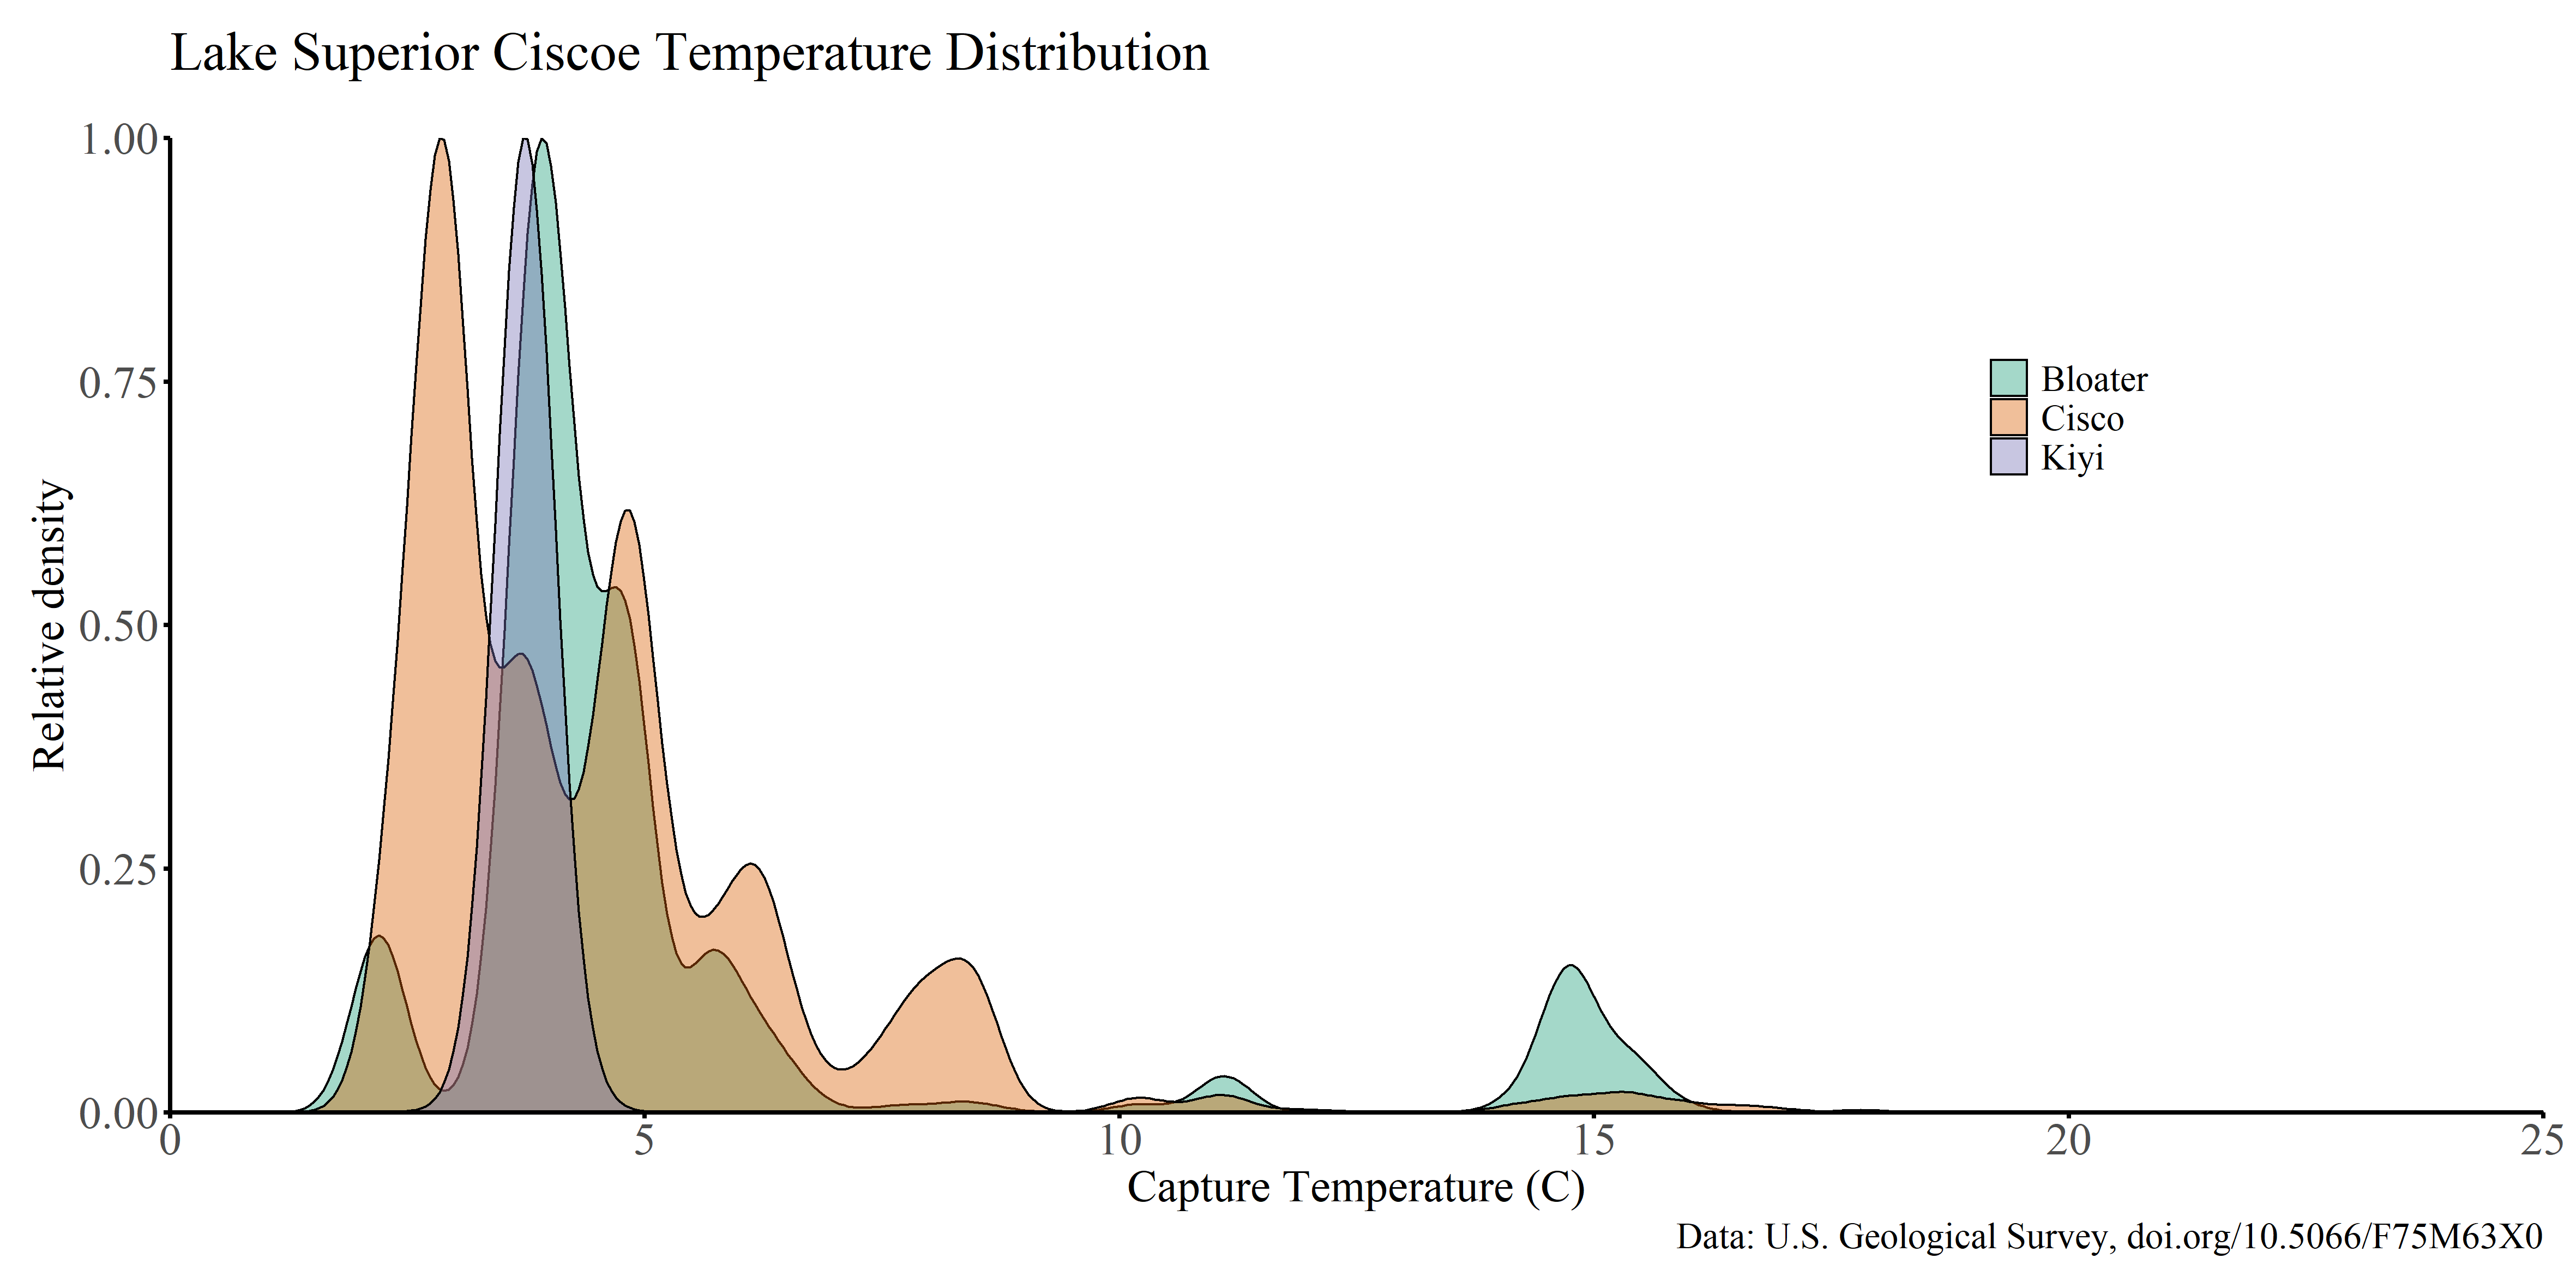 Lake Superior Ciscoe Temperature Distribution
1.00
0.75
0.50
0.25
0.00
Relative density
Bloater
Cisco
Kiyi
0 5 10 15 20 25
Capture Temperature (C)
Data: U.S. Geological Survey, doi.org/10.5066/F75M63X0